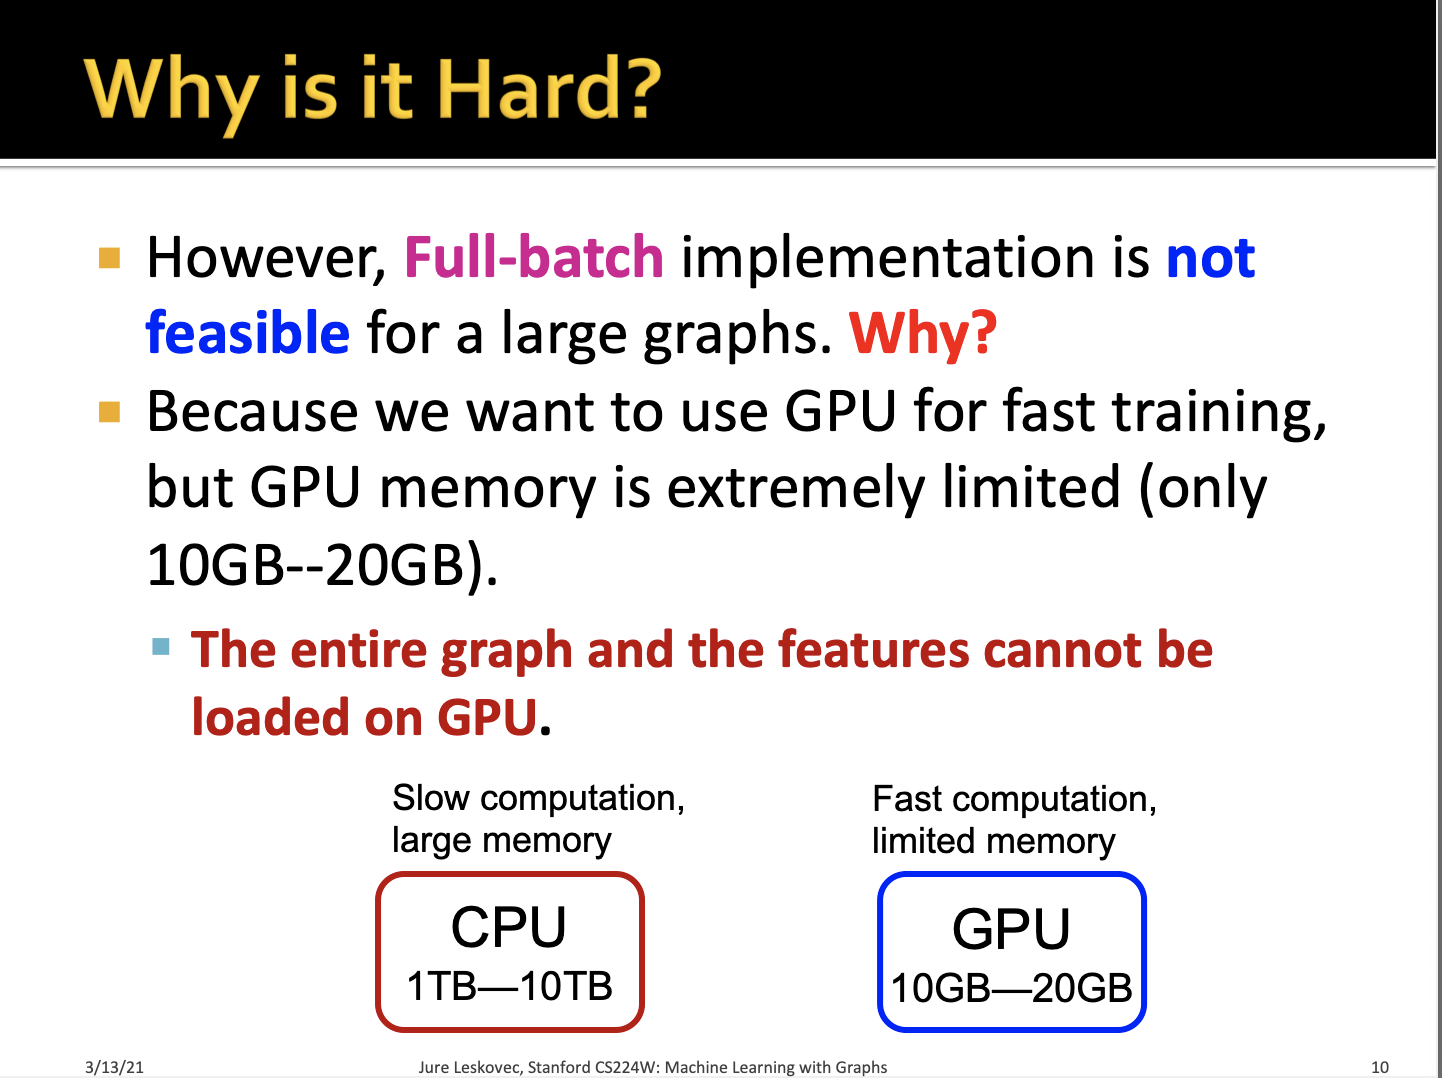 Why is it Hard?
However, Full-batch implementation is not
feasible for a large graphs. Why?
Because we want to use GPU for fast training,
but GPU memory is extremely limited (only
10GB--20GB).
The entire graph and the features cannot be
loaded on GPU.
Slow computation,
large memory
CPU
1TB—10TB
Fast computation,
limited memory
GPU
10GB—20GB
3/13/21
Jure Leskovec, Stanford CS224W: Machine Learning with Graphs
10